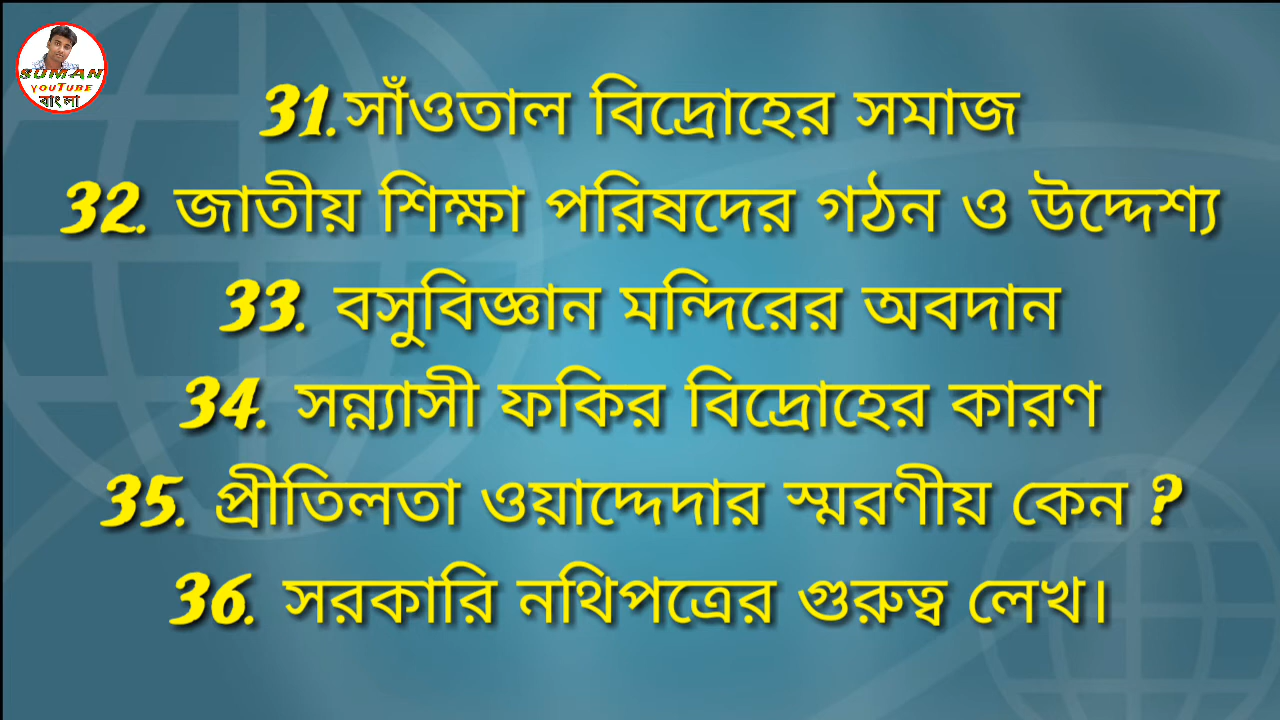 SUMAN
YOUTUBE
বাংলা
31.সাঁওতাল বিদ্রোহের সমাজ
32. জাতীয় শিক্ষা পরিষদের গঠন ও উদ্দেশ্য
33. বসুবিজ্ঞান মন্দিরের অবদান
34. সন্ন্যাসী ফকির বিদ্রোহের কারণ
35. প্রীতিলতা ওয়াদ্দেদার স্মরণীয় কেন ?
36. সরকারি নথিপত্রের গুরুত্ব লেখ।